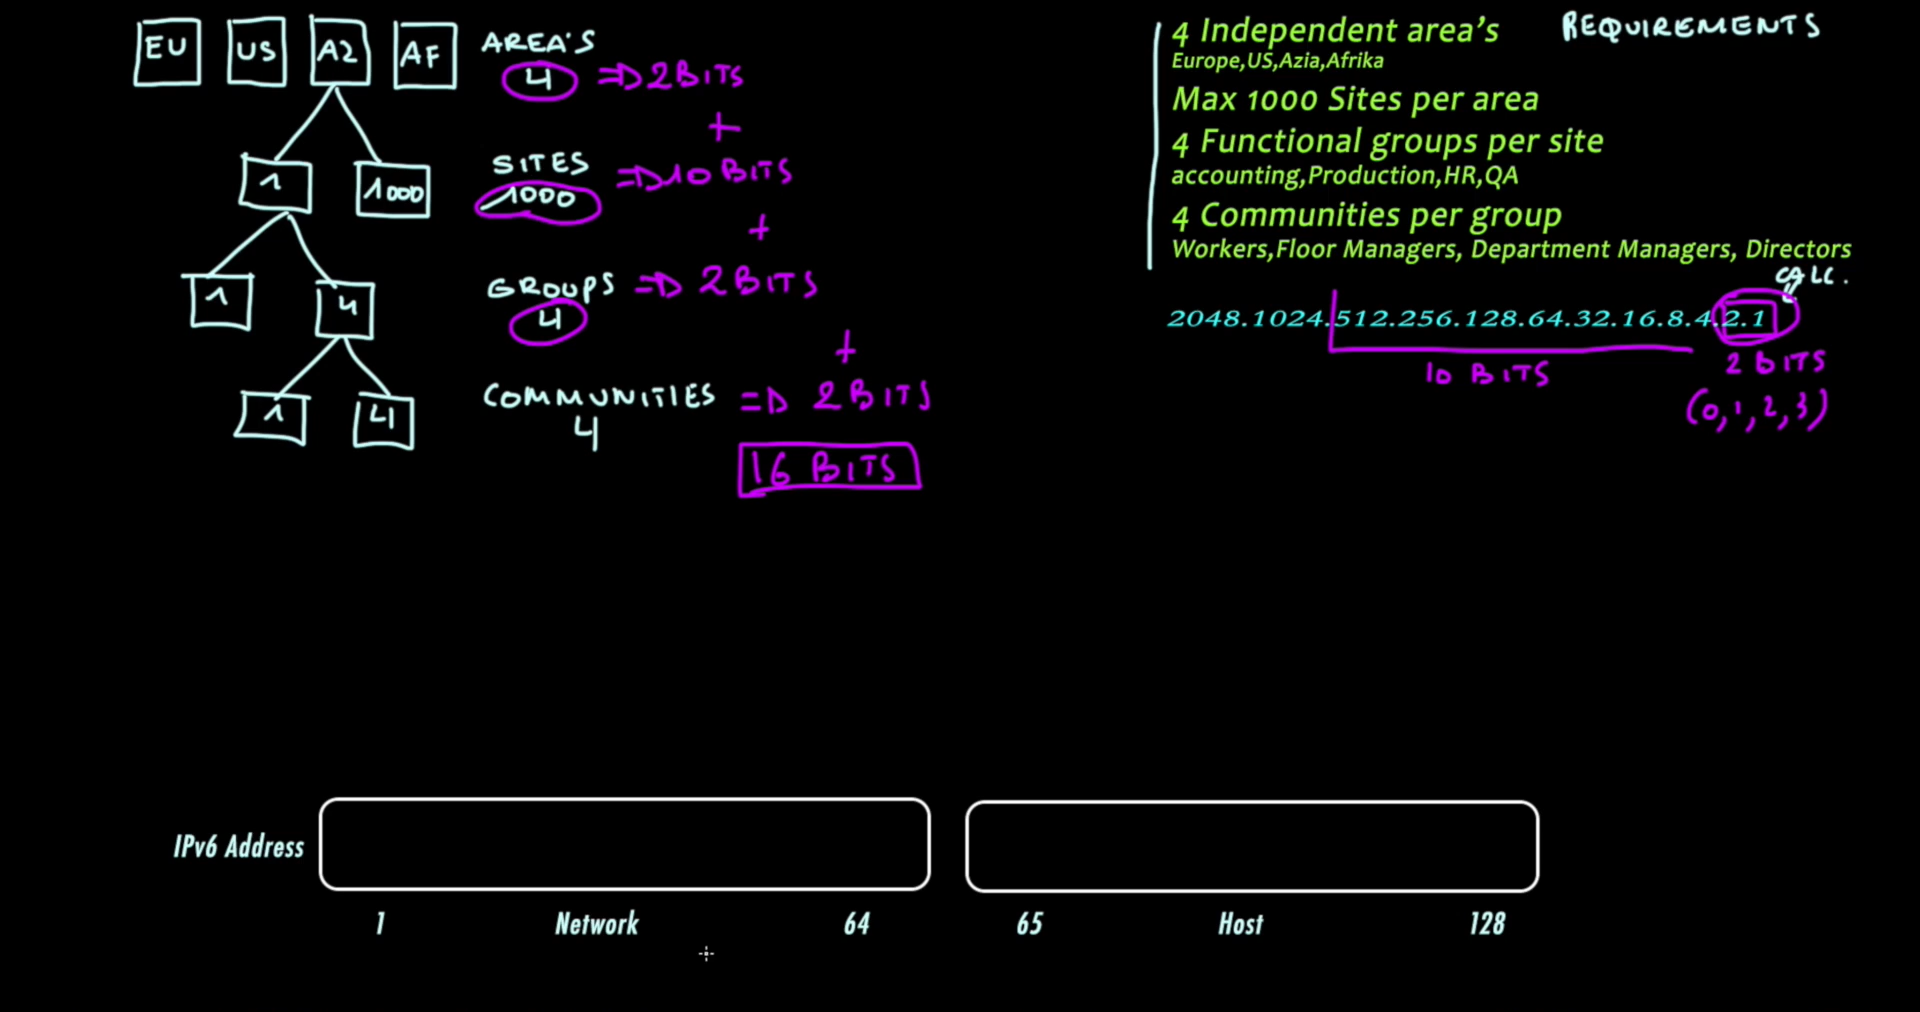 EU US AZ AF
AREA'S
4 => 2 BITS
+
SITES
1000 => 10 BITS
1 1000
+
GROUPS => 2 BITS
4
1 4
+
COMMUNITIES => 2 BITS
4
1 4
16 BITS
REQUIREMENTS
4 Independent area's
Europe,US,Azia,Afrika
Max 1000 Sites per area
4 Functional groups per site
accounting,Production,HR,QA
4 Communities per group
Workers,Floor Managers, Department Managers, Directors
CALC.
2048.1024.512.256.128.64.32.16.8.4.2.1
10 BITS
2 BITS
(0,1,2,3)
IPv6 Address
1 Network 64 65 Host 128